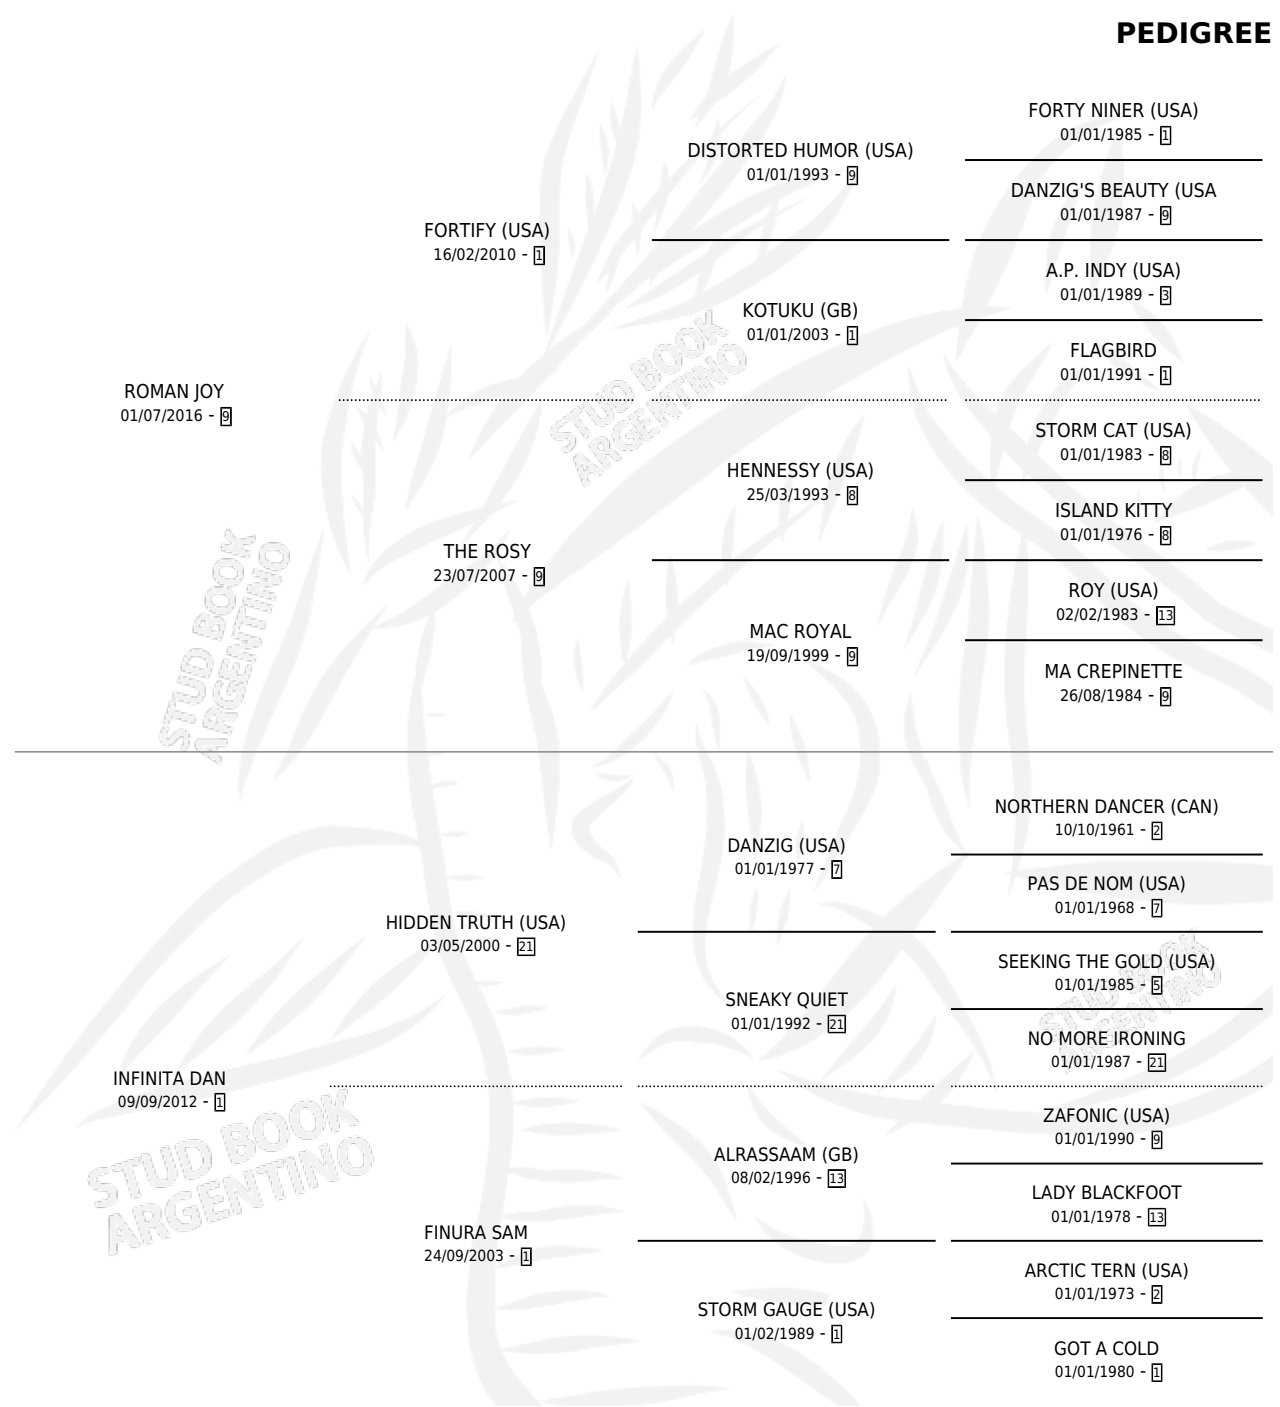 PEDIGREE
FORTY NINER (USA)
01/01/1985 - 1
DISTORTED HUMOR (USA)
01/01/1993 - 9
DANZIG'S BEAUTY (USA
01/01/1987 - 9
FORTIFY (USA)
16/02/2010 - 1
A.P. INDY (USA)
01/01/1989 - 3
KOTUKU (GB)
01/01/2003 - 1
FLAGBIRD
01/01/1991 - 1
ROMAN JOY
01/07/2016 - 9
STORM CAT (USA)
01/01/1983 - 8
HENNESSY (USA)
25/03/1993 - 8
ISLAND KITTY
01/01/1976 - 8
THE ROSY
23/07/2007 - 9
ROY (USA)
02/02/1983 - 13
MAC ROYAL
19/09/1999 - 9
MA CREPINETTE
26/08/1984 - 9
NORTHERN DANCER (CAN)
10/10/1961 - 2
DANZIG (USA)
01/01/1977 - 7
PAS DE NOM (USA)
01/01/1968 - 7
HIDDEN TRUTH (USA)
03/05/2000 - 21
SEEKING THE GOLD (USA)
01/01/1985 - 5
SNEAKY QUIET
01/01/1992 - 21
NO MORE IRONING
01/01/1987 - 21
INFINITA DAN
09/09/2012 - 1
ZAFONIC (USA)
01/01/1990 - 9
ALRASSAAM (GB)
08/02/1996 - 13
LADY BLACKFOOT
01/01/1978 - 13
FINURA SAM
24/09/2003 - 1
ARCTIC TERN (USA)
01/01/1973 - 2
STORM GAUGE (USA)
01/02/1989 - 1
GOT A COLD
01/01/1980 - 1
STUD BOOK
ARGENTINO
STUD BOOK
ARGENTINO
STUD BOOK
ARGENTINO
STUD BOOK
ARGENTINO